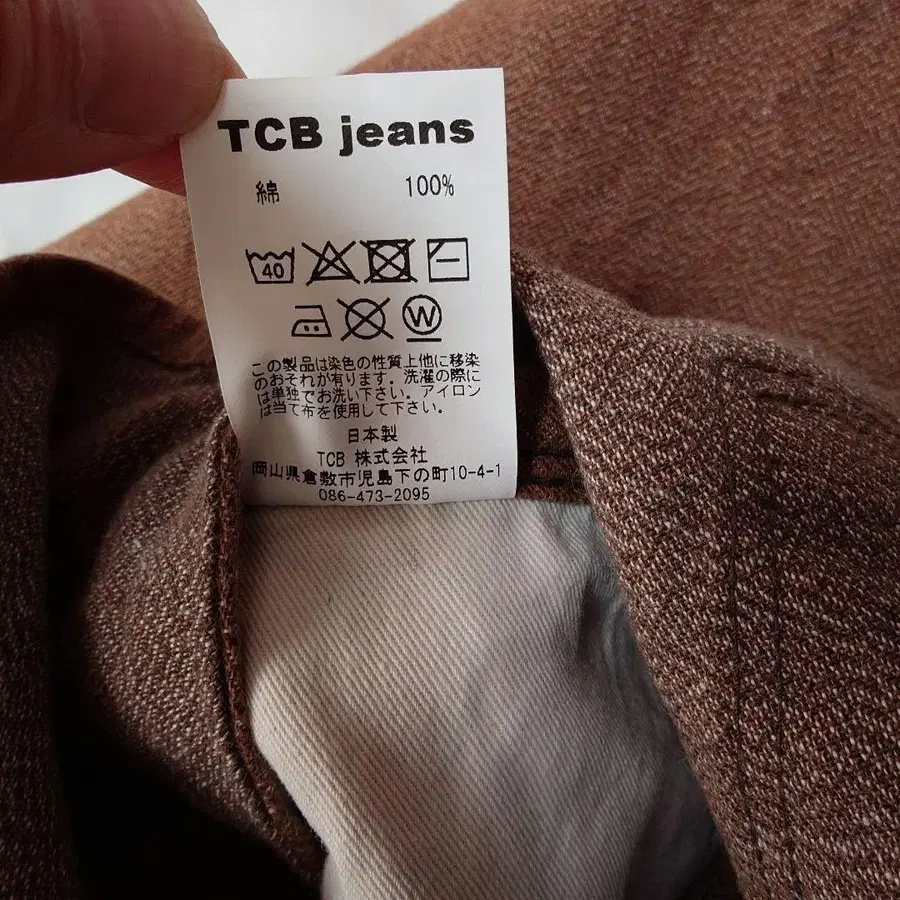 TCB jeans
綿 100%
40
W
この製品は染色の性質上他に移染
のおそれが有ります。洗濯の際に
は単独でお洗い下さい。アイロン
は当て布を使用して下さい。
日本製
TCB 株式会社
岡山県倉敷市児島下の町10-4-1
086-473-2095